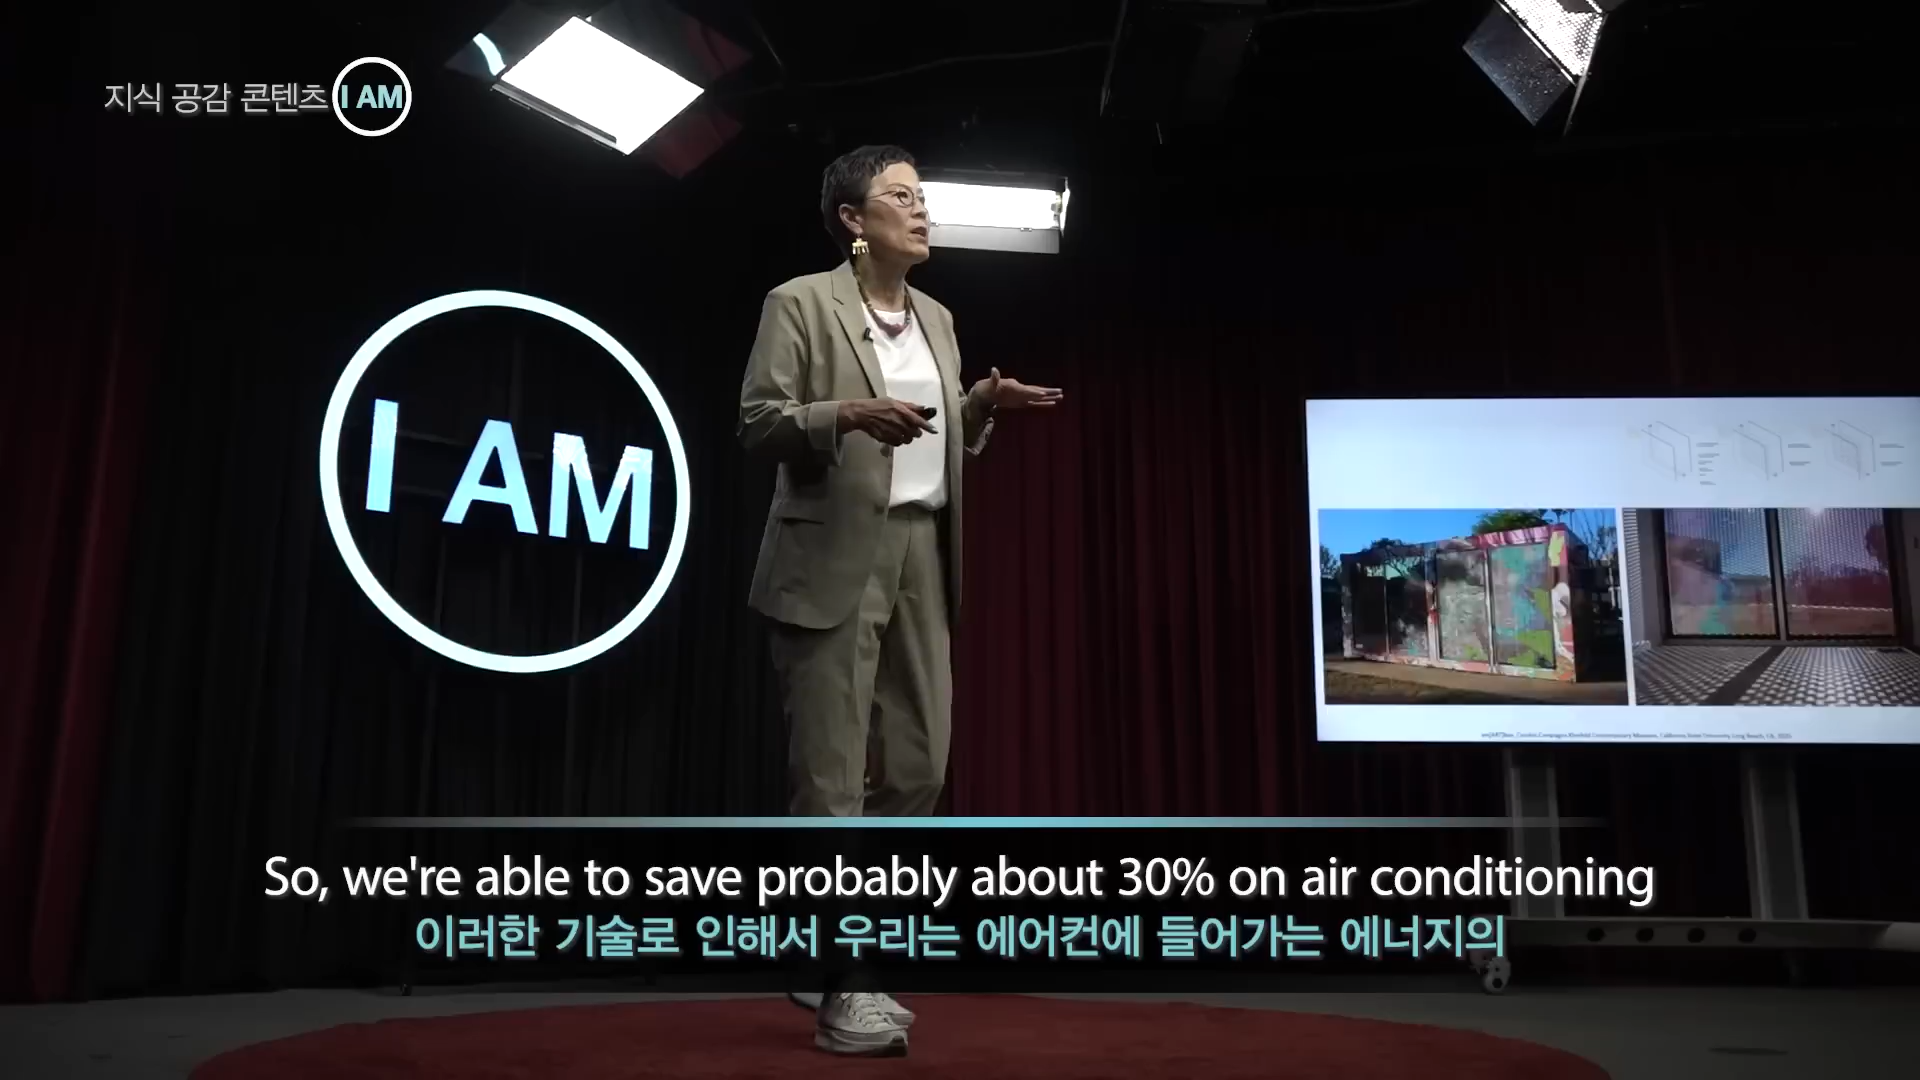 지식 공감 콘텐츠 I AM
I AM
So, we're able to save probably about 30% on air conditioning
이러한 기술로 인해서 우리는 에어컨에 들어가는 에너지의